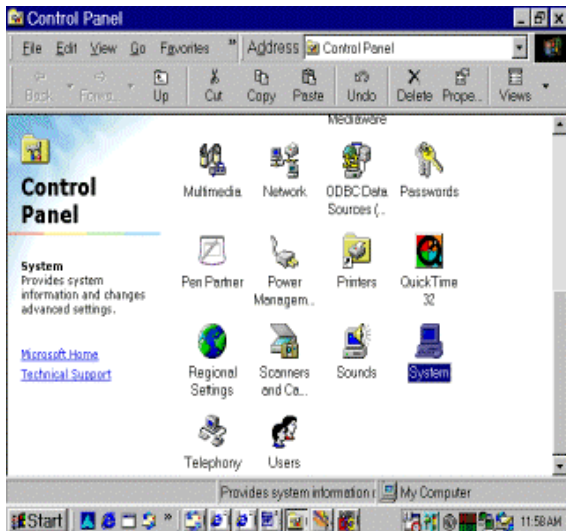 Control Panel
File Edit View Go Favorites » Address Control Panel
Back Forwa... Up Cut Copy Paste Undo Delete Prope... Views
Mediaware
Control
Panel
System
Provides system
information and changes
advanced settings.
Microsoft Home
Technical Support
Multimedia Network ODBC Data Sources (... Passwords
Pen Partner Power Managem... Printers QuickTime 32
Regional Settings Scanners and Ca... Sounds System
Telephony Users
Provides system information My Computer
Start » 11:58AM